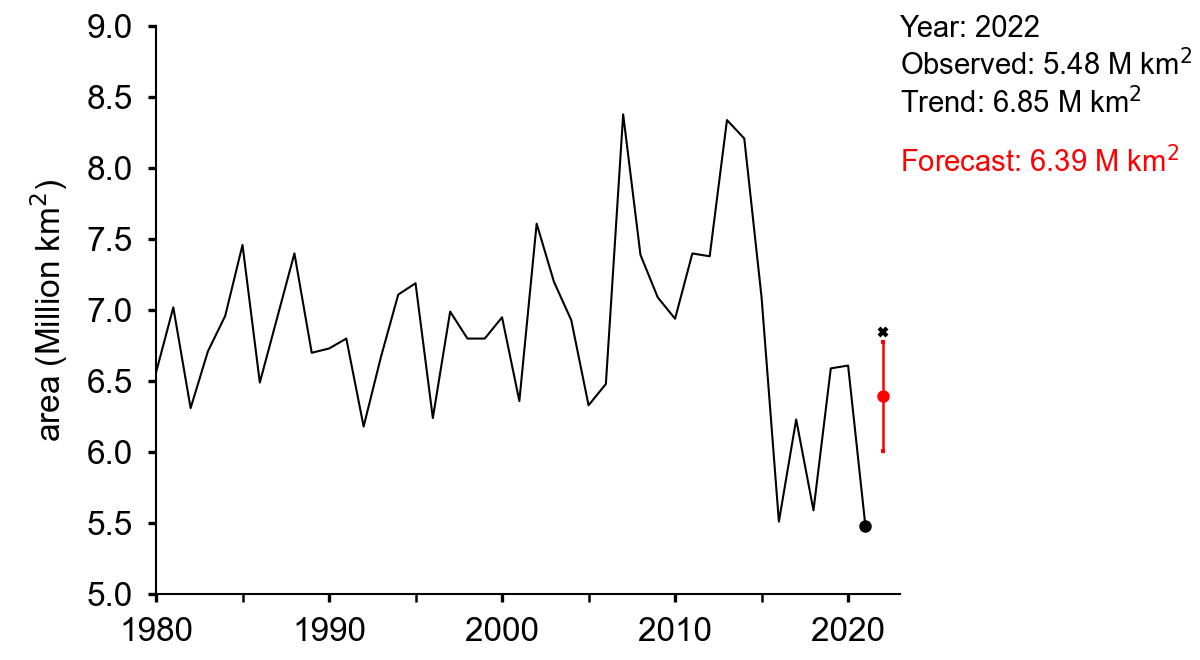 Year: 2022
Observed: 5.48 M km²
Trend: 6.85 M km²
Forecast: 6.39 M km²
area (Million km²)
9.0
8.5
8.0
7.5
7.0
6.5
6.0
5.5
5.0
1980 1990 2000 2010 2020